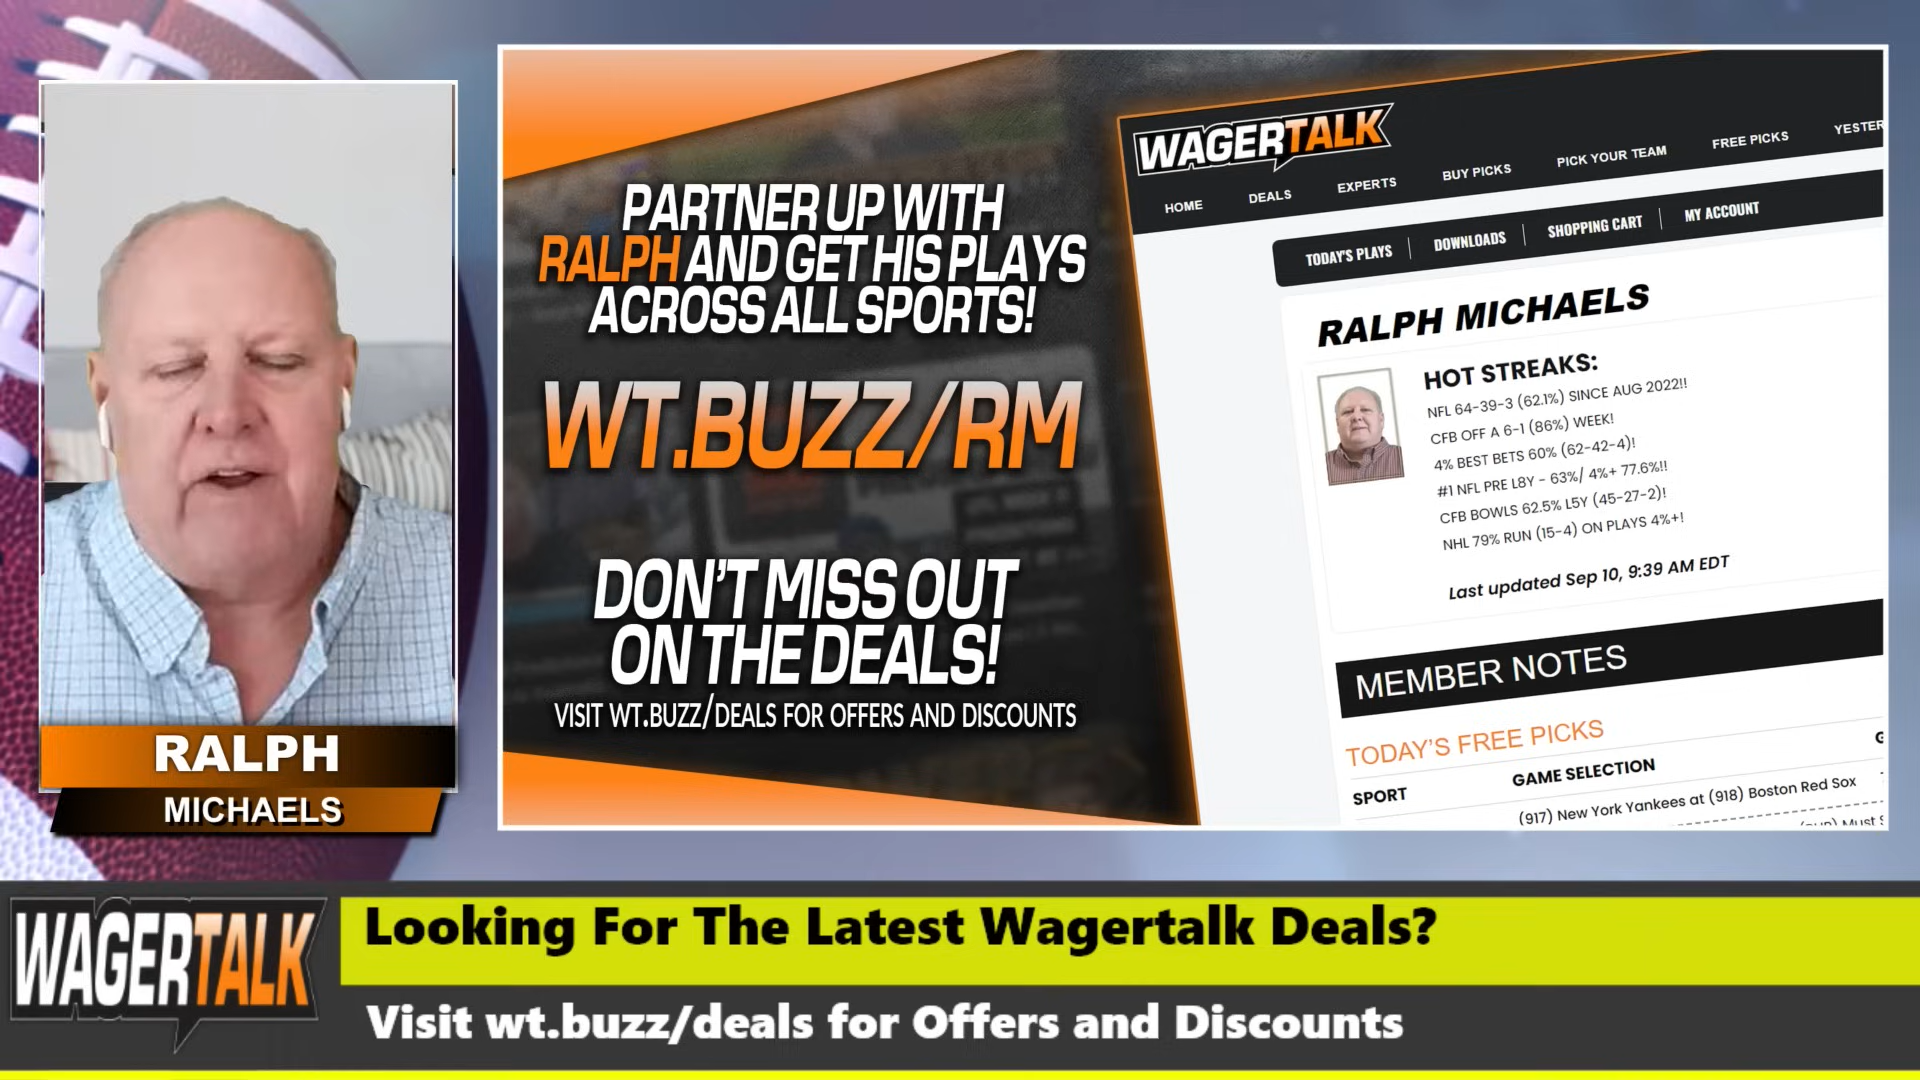 PARTNER UP WITH
RALPH AND GET HIS PLAYS
ACROSS ALL SPORTS!
WT.BUZZ/RM
DON'T MISS OUT
ON THE DEALS!
VISIT WT.BUZZ/DEALS FOR OFFERS AND DISCOUNTS
WAGERTALK
HOME DEALS EXPERTS BUY PICKS PICK YOUR TEAM FREE PICKS YESTER
TODAY'S PLAYS DOWNLOADS SHOPPING CART MY ACCOUNT
RALPH MICHAELS
HOT STREAKS:
NFL 64-39-3 (62.1%) SINCE AUG 2022!!
CFB OFF A 6-1 (86%) WEEK!
4% BEST BETS 60% (62-42-4)!
#1 NFL PRE L8Y - 63%/ 4%+ 77.6%!!
CFB BOWLS 62.5% L5Y (45-27-2)!
NHL 79% RUN (15-4) ON PLAYS 4%+!
Last updated Sep 10, 9:39 AM EDT
MEMBER NOTES
TODAY'S FREE PICKS
SPORT GAME SELECTION
(917) New York Yankees at (918) Boston Red Sox
Must
RALPH
MICHAELS
WAGERTALK
Looking For The Latest Wagertalk Deals?
Visit wt.buzz/deals for Offers and Discounts